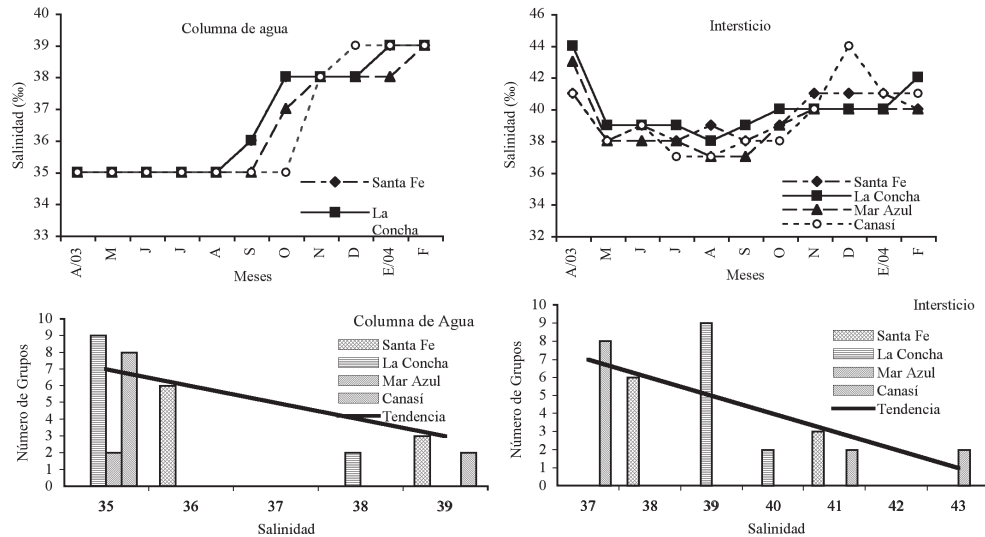 Columna de agua
Salinidad (‰)
41
39
37
35
33
A/03
M
J
J
A
S
O
N
D
E/04
F
Meses
Santa Fe
La
Concha
Intersticio
Salinidad (‰)
46
44
42
40
38
36
34
32
A/03
M
J
J
A
S
O
N
D
E/04
F
Meses
Santa Fe
La Concha
Mar Azul
Canasí
Columna de Agua
Número de Grupos
10
9
8
7
6
5
4
3
2
1
0
35 36 37 38 39
Salinidad
Santa Fe
La Concha
Mar Azul
Canasí
Tendencia
Intersticio
Número de Grupos
10
9
8
7
6
5
4
3
2
1
0
37 38 39 40 41 42 43
Salinidad
Santa Fe
La Concha
Mar Azul
Canasí
Tendencia